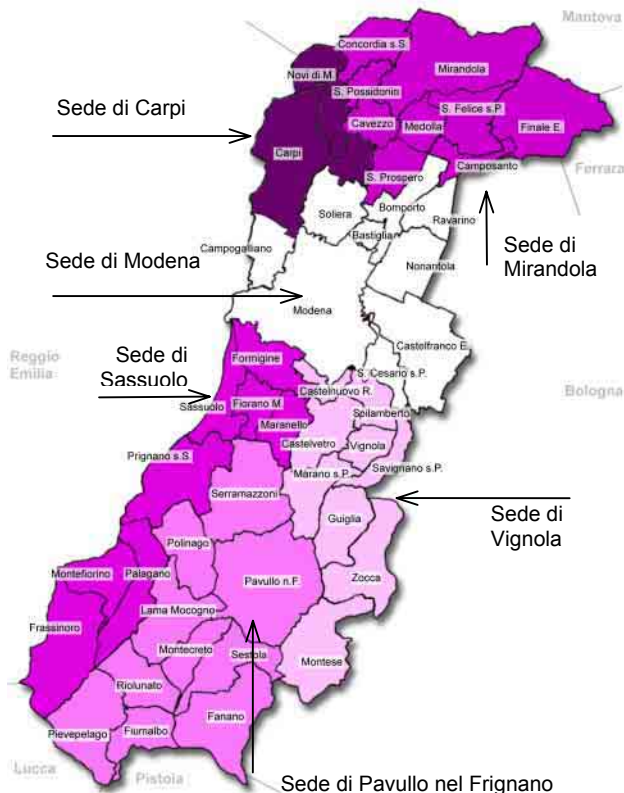 Mantova
Concordia s.S.
Mirandola
Novi di M.
S. Possidonio
Sede di Carpi
S. Felice s.P.
Cavezzo
Medolla
Finale E.
Carpi
Camposanto
Ferrara
S. Prospero
Soliera
Bomporto
Ravarino
Bastiglia
Campogalliano
Sede di
Mirandola
Sede di Modena
Nonantola
Modena
Castelfranco E.
Reggio
Emilia
Sede di
Sassuolo
Formigine
S. Cesario s.P.
Bologna
Castelnuovo R.
Sassuolo
Fiorano M.
Spilamberto
Maranello
Castelvetro
Vignola
Prignano s.S.
Marano s.P.
Savignano s.P.
Serramazzoni
Sede di
Vignola
Guiglia
Polinago
Montefiorino
Palagano
Pavullo n.F.
Zocca
Lama Mocogno
Frassinoro
Montecreto
Sestola
Montese
Riolunato
Fanano
Pievepelago
Fiumalbo
Lucca
Pistoia
Sede di Pavullo nel Frignano